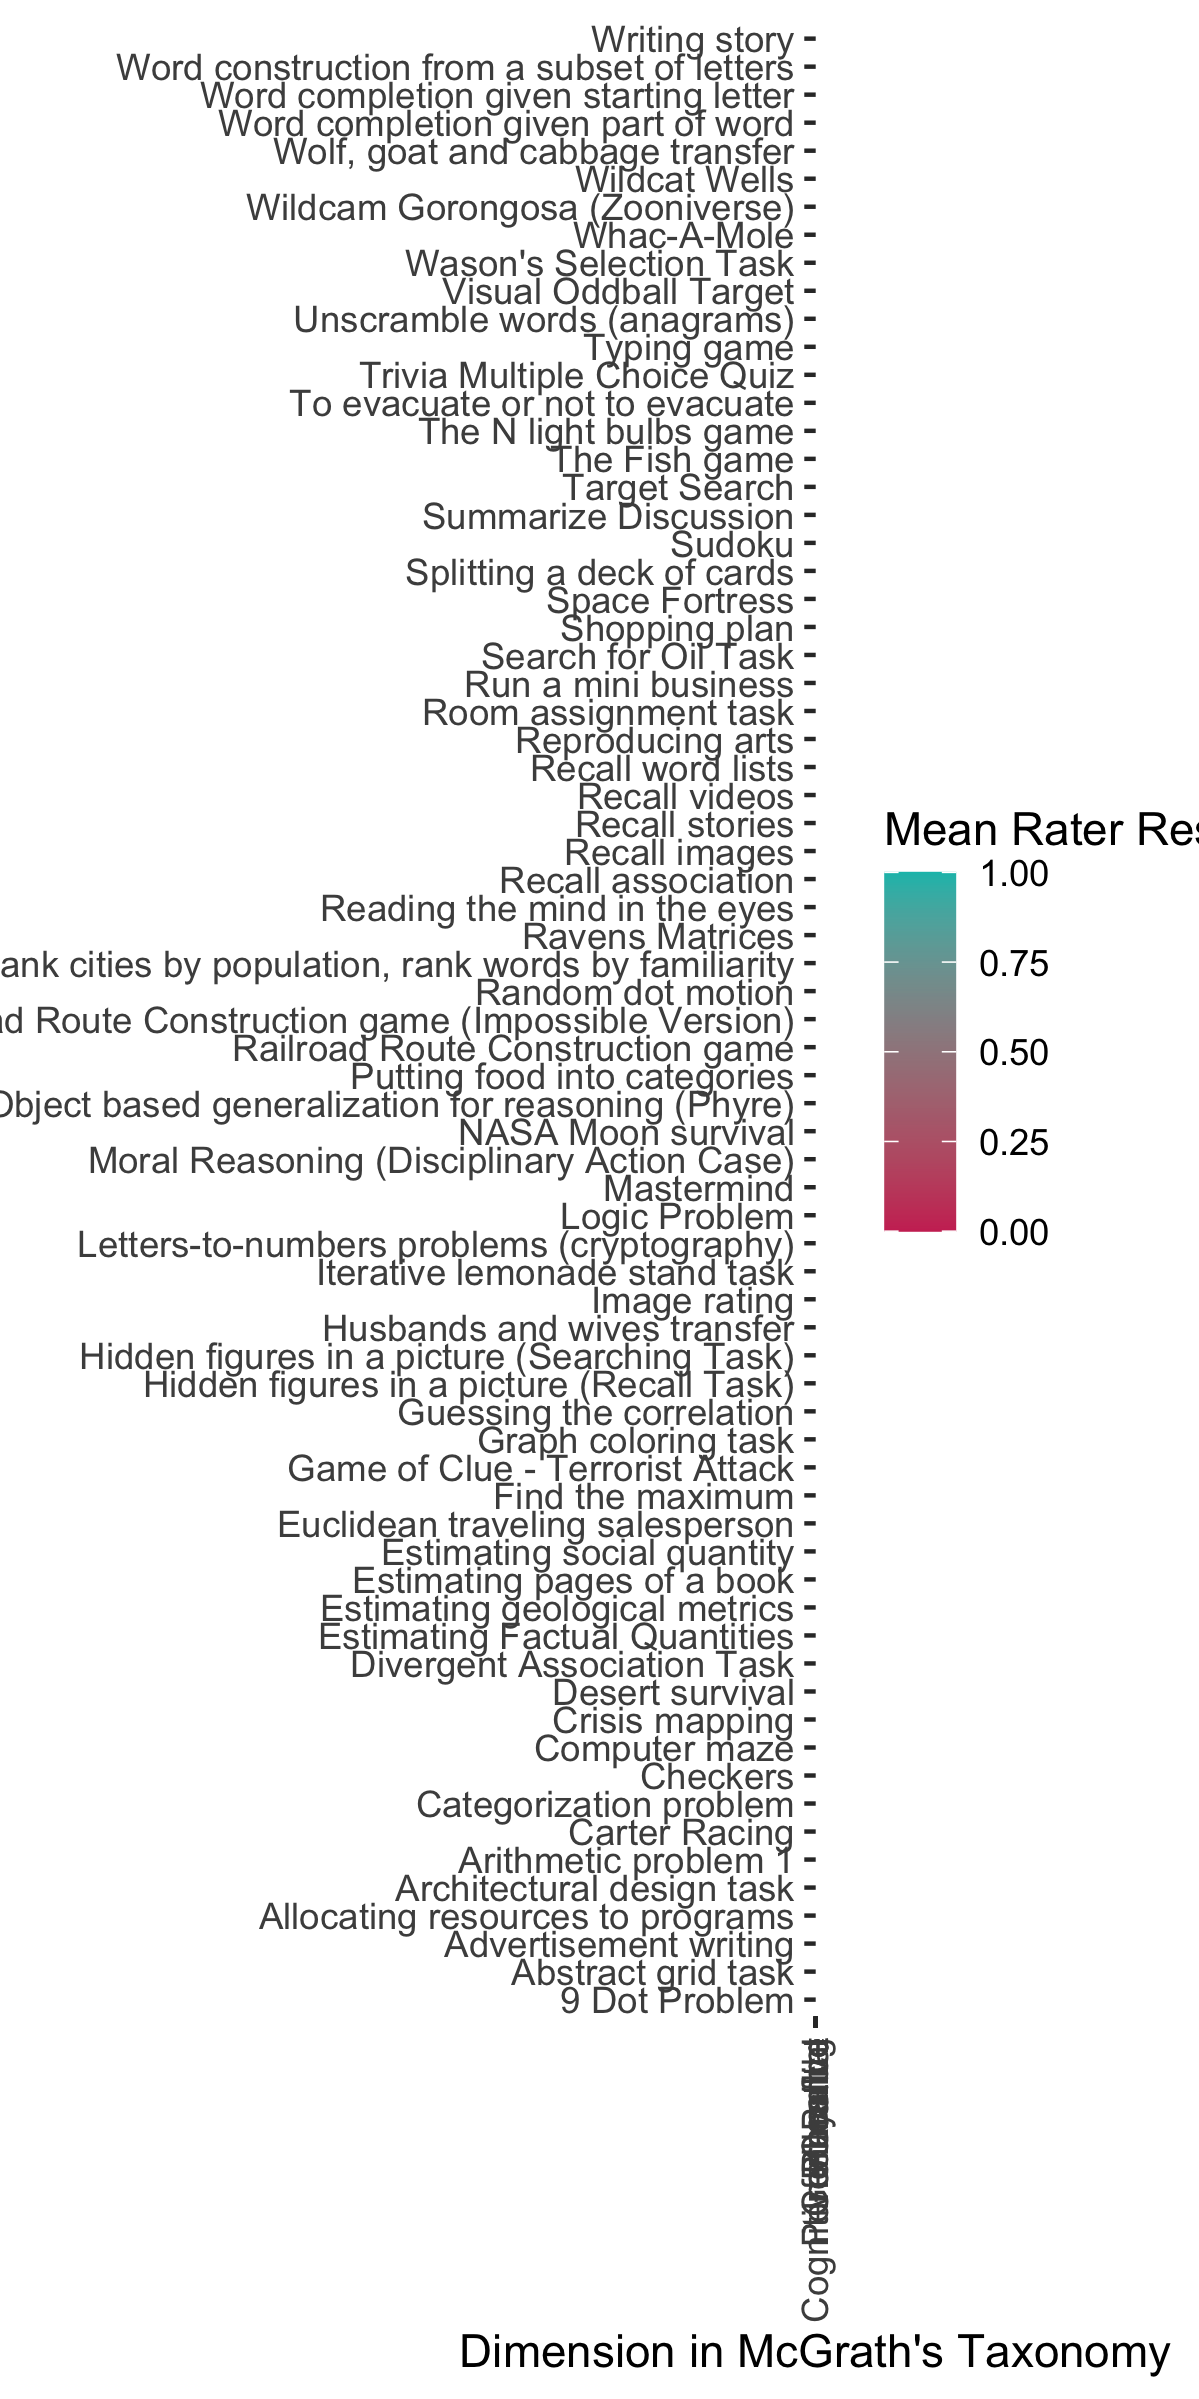 Writing story
Word construction from a subset of letters
Word completion given starting letter
Word completion given part of word
Wolf, goat and cabbage transfer
Wildcat Wells
Wildcam Gorongosa (Zooniverse)
Whac-A-Mole
Wason's Selection Task
Visual Oddball Target
Unscramble words (anagrams)
Typing game
Trivia Multiple Choice Quiz
To evacuate or not to evacuate
The N light bulbs game
The Fish game
Target Search
Summarize Discussion
Sudoku
Splitting a deck of cards
Space Fortress
Shopping plan
Search for Oil Task
Run a mini business
Room assignment task
Reproducing arts
Recall word lists
Recall videos
Recall stories
Recall images
Recall association
Reading the mind in the eyes
Ravens Matrices
ank cities by population, rank words by familiarity
Random dot motion
d Route Construction game (Impossible Version)
Railroad Route Construction game
Putting food into categories
Object based generalization for reasoning (Phyre)
NASA Moon survival
Moral Reasoning (Disciplinary Action Case)
Mastermind
Logic Problem
Letters-to-numbers problems (cryptography)
Iterative lemonade stand task
Image rating
Husbands and wives transfer
Hidden figures in a picture (Searching Task)
Hidden figures in a picture (Recall Task)
Guessing the correlation
Graph coloring task
Game of Clue - Terrorist Attack
Find the maximum
Euclidean traveling salesperson
Estimating social quantity
Estimating pages of a book
Estimating geological metrics
Estimating Factual Quantities
Divergent Association Task
Desert survival
Crisis mapping
Computer maze
Checkers
Categorization problem
Carter Racing
Arithmetic problem 1
Architectural design task
Allocating resources to programs
Advertisement writing
Abstract grid task
9 Dot Problem
Dimension in McGrath's Taxonomy
Mean Rater Res
1.00
0.75
0.50
0.25
0.00